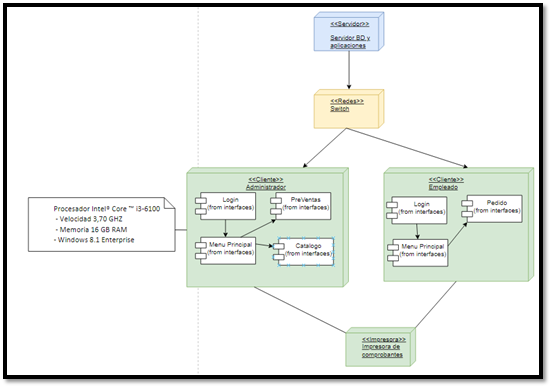 <<Servidor>>
Servidor BD y
aplicaciones
<<Redes>>
Switch
<<Cliente>>
Administrador
Login
(from interfaces)
PreVentas
(from interfaces)
Menu Principal
(from interfaces)
Catalogo
(from interfaces)
<<Cliente>>
Empleado
Login
(from interfaces)
Pedido
(from interfaces)
Menu Principal
(from interfaces)
Procesador Intel® Core ™ i3-6100
- Velocidad 3,70 GHZ
- Memoria 16 GB RAM
- Windows 8.1 Enterprise
<<Impresora>>
Impresora de
comprobantes